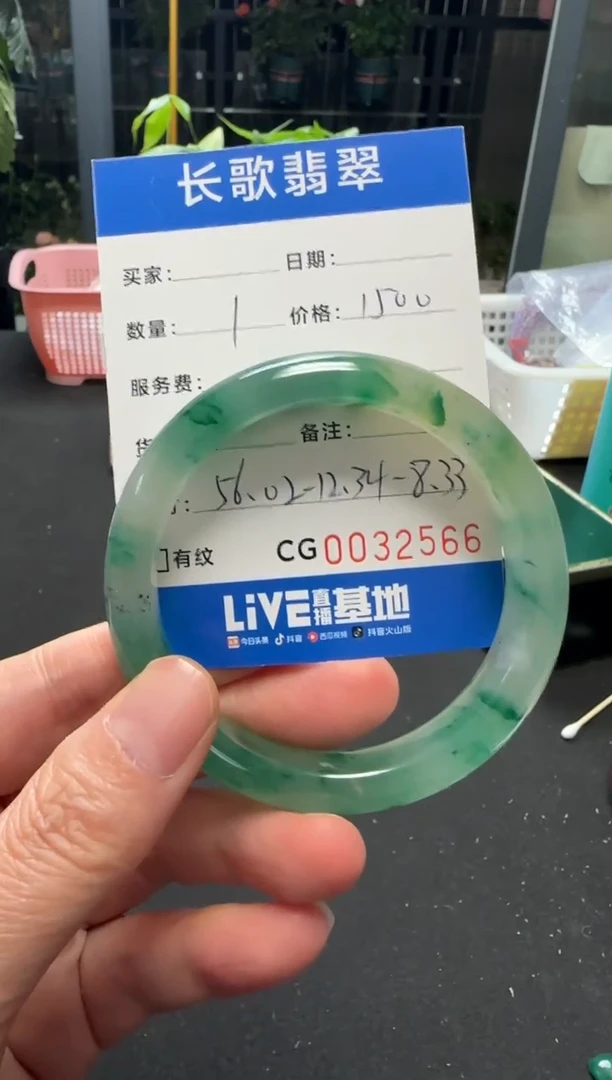 长歌翡翠
买家: 日期:
数量: 1 价格: 1500
服务费:
货 备注:
: 56.02-12.34-8.33
有纹 CG0032566
LiVE直播基地
今日头条 抖音 西瓜视频 抖音火山版